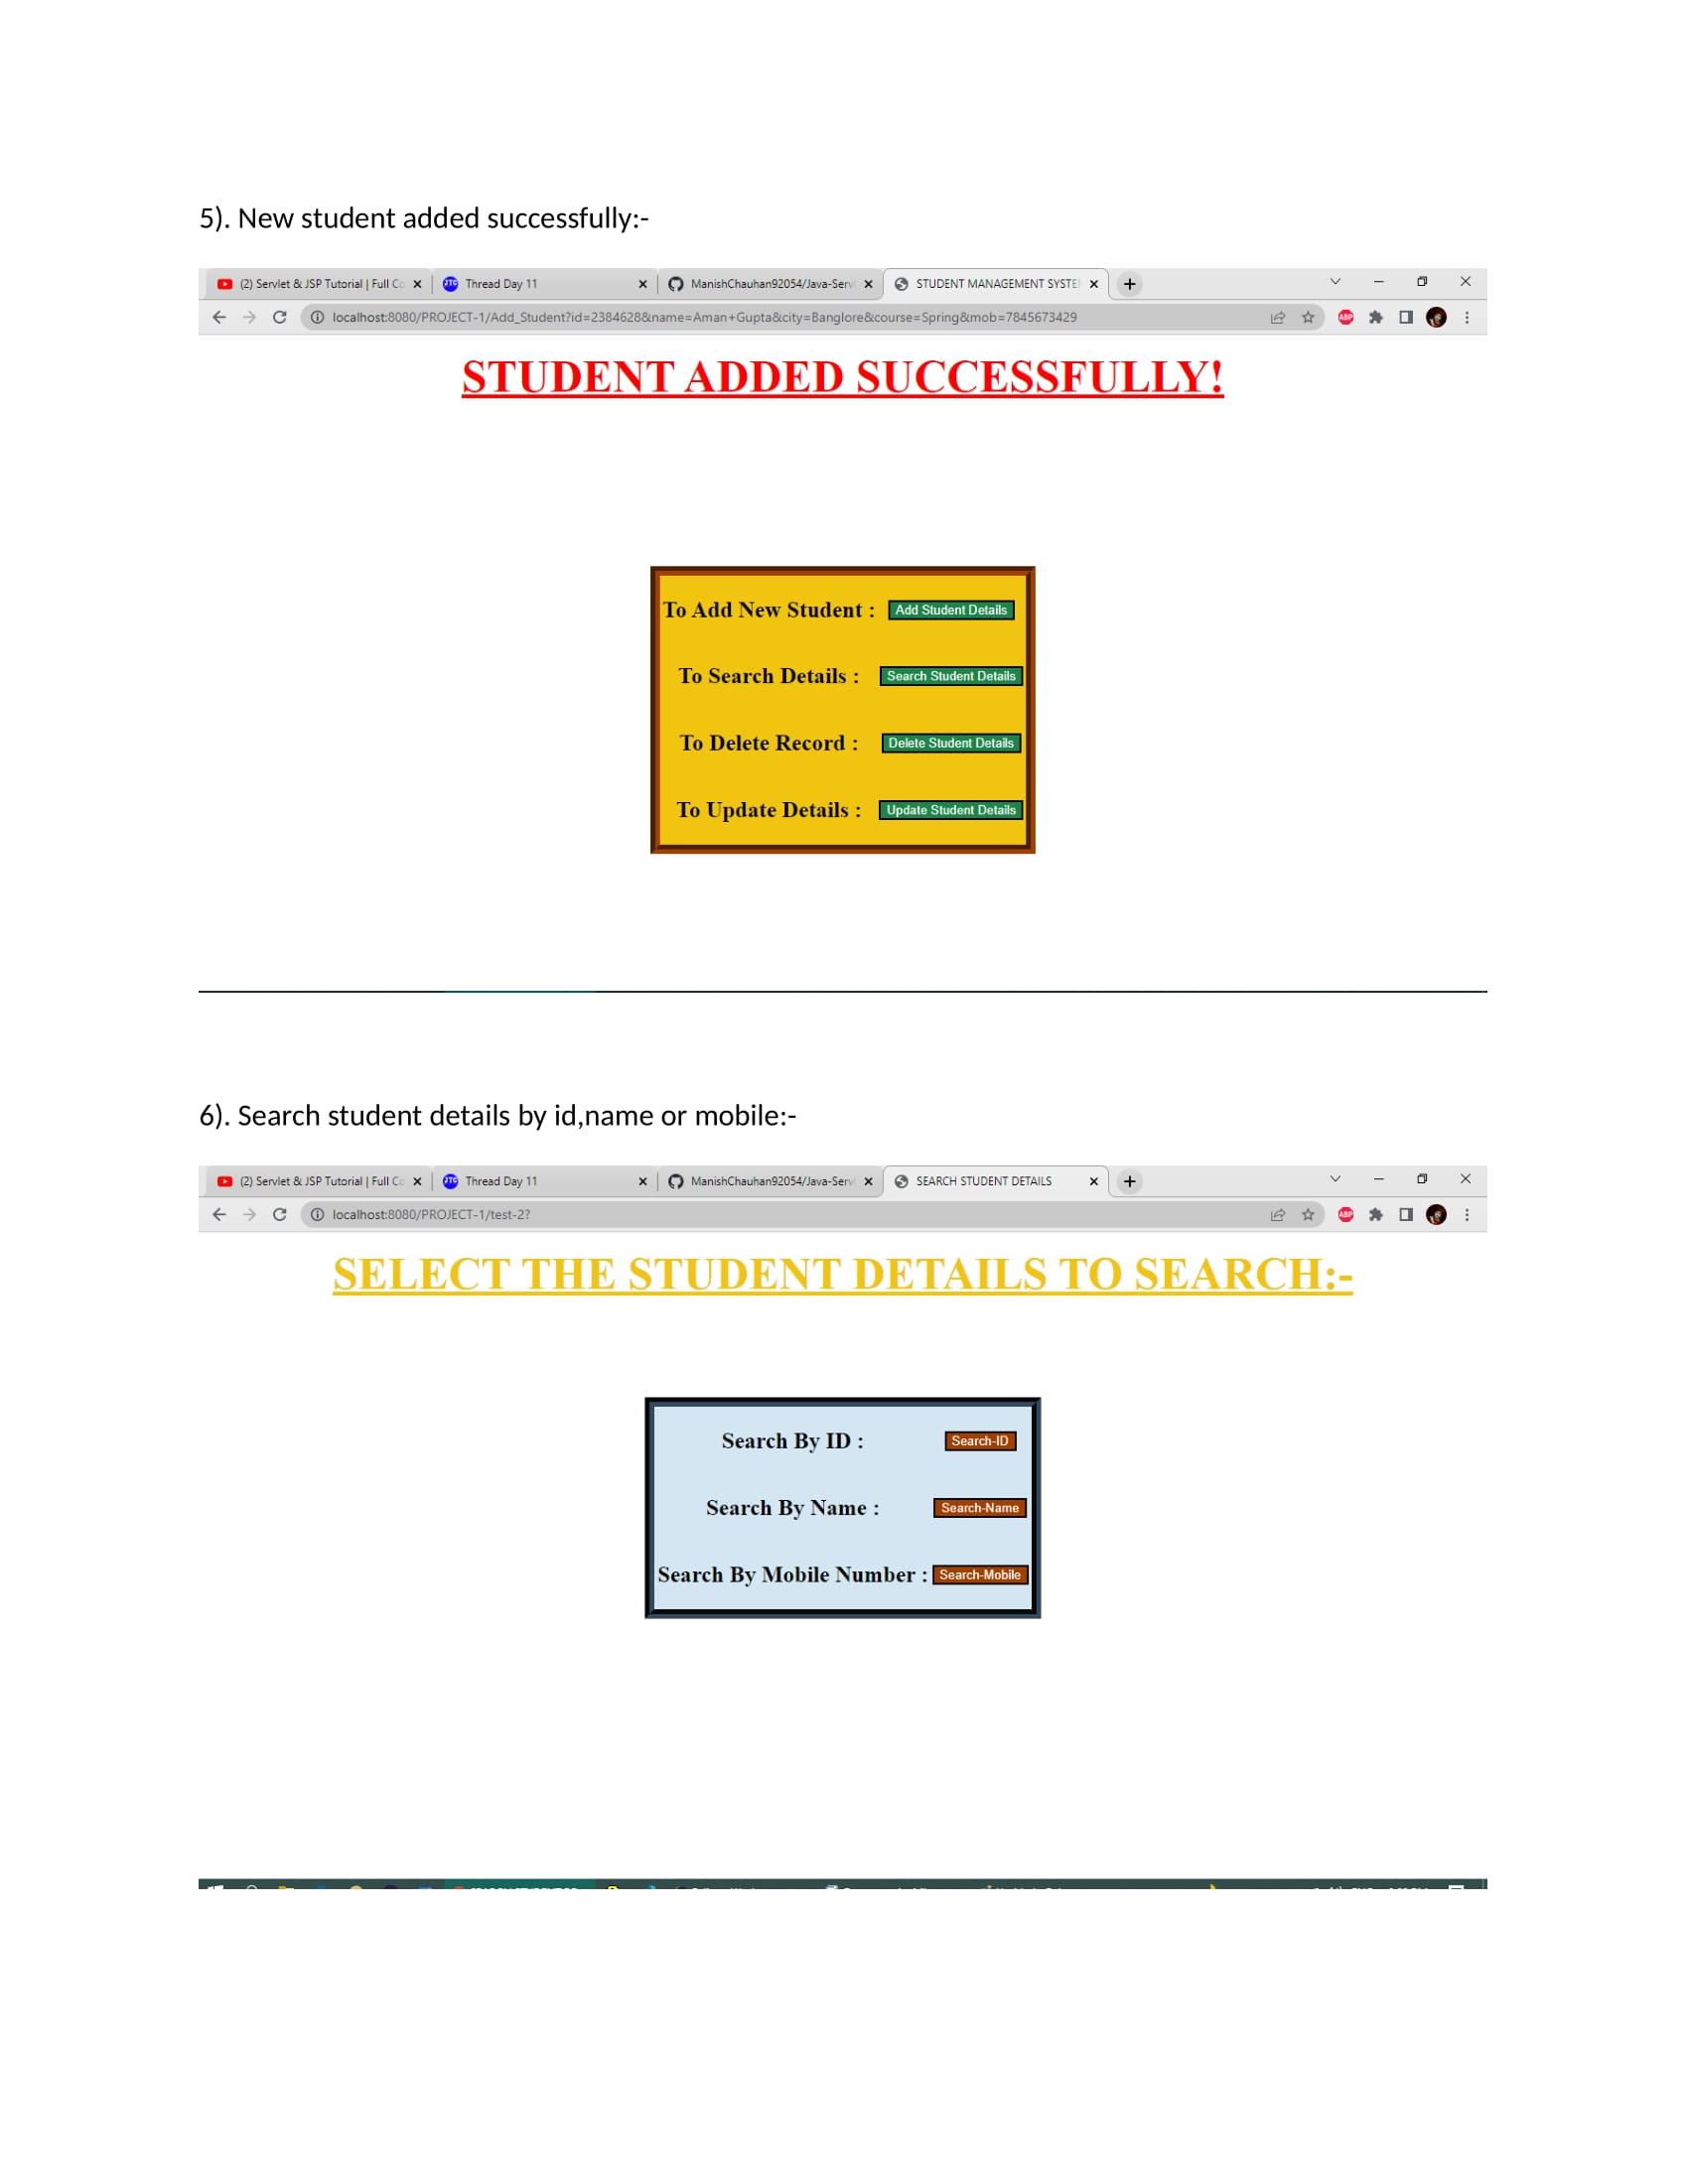 5). New student added successfully:-
(2) Servlet & JSP Tutorial | Full Co
Thread Day 11
ManishChauhan92054/Java-Serv
STUDENT MANAGEMENT SYSTE
localhost:8080/PROJECT-1/Add_Student?id=2384628&name=Aman+Gupta&city=Banglore&course=Spring&mob=7845673429
ABP
STUDENT ADDED SUCCESSFULLY!
To Add New Student : Add Student Details
To Search Details : Search Student Details
To Delete Record : Delete Student Details
To Update Details : Update Student Details
6). Search student details by id,name or mobile:-
(2) Servlet & JSP Tutorial | Full Co
Thread Day 11
ManishChauhan92054/Java-Serv
SEARCH STUDENT DETAILS
localhost:8080/PROJECT-1/test-2?
ABP
SELECT THE STUDENT DETAILS TO SEARCH:-
Search By ID : Search-ID
Search By Name : Search-Name
Search By Mobile Number : Search-Mobile